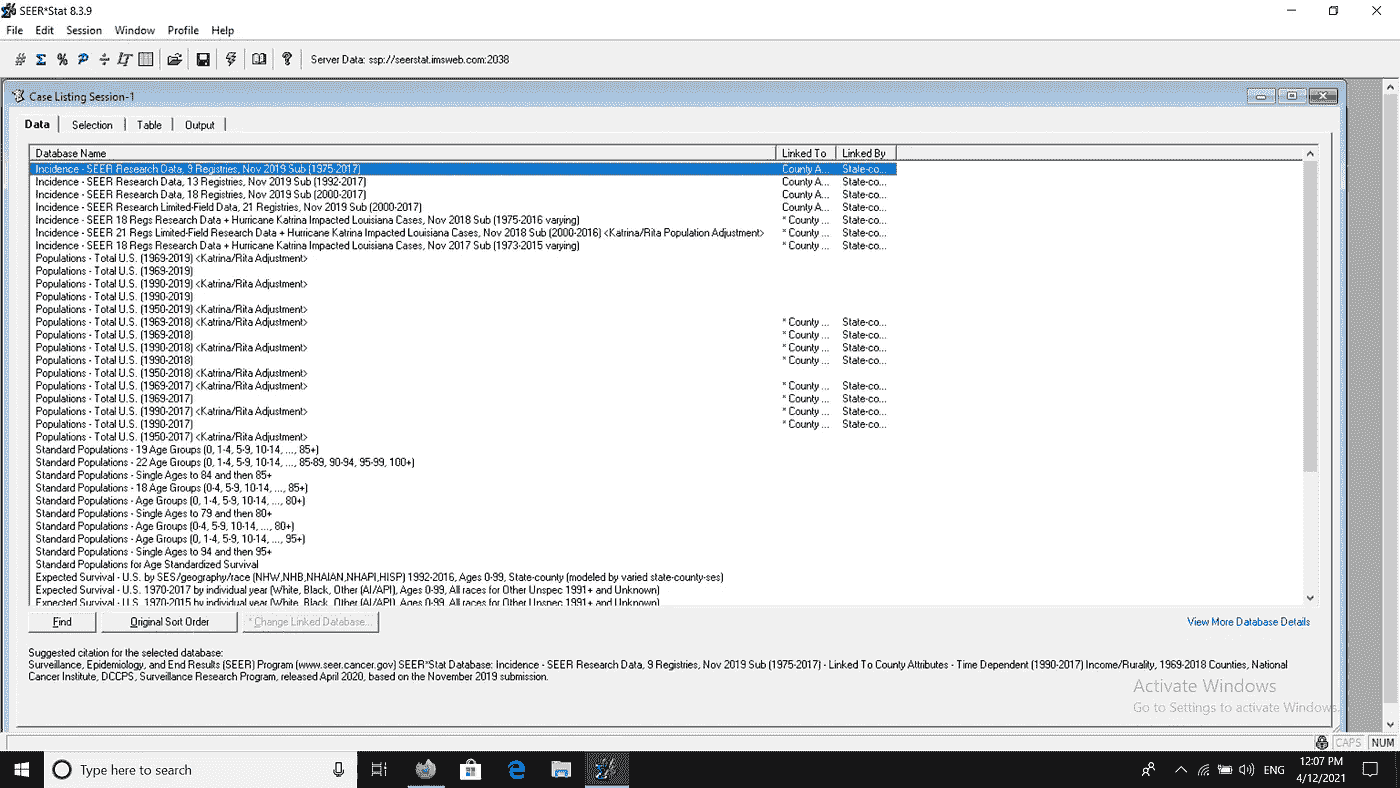 SEER*Stat 8.3.9
File Edit Session Window Profile Help
# Σ % ÷ LT ? Server Data: ssp://seerstat.imsweb.com:2038
Case Listing Session-1
Data Selection Table Output
Database Name Linked To Linked By
Incidence - SEER Research Data, 9 Registries, Nov 2019 Sub (1975-2017) County A... State-co...
Incidence - SEER Research Data, 13 Registries, Nov 2019 Sub (1992-2017) County A... State-co...
Incidence - SEER Research Data, 18 Registries, Nov 2019 Sub (2000-2017) County A... State-co...
Incidence - SEER Research Limited-Field Data, 21 Registries, Nov 2019 Sub (2000-2017) County A... State-co...
Incidence - SEER 18 Regs Research Data + Hurricane Katrina Impacted Louisiana Cases, Nov 2018 Sub (1975-2016 varying) * County ... State-co...
Incidence - SEER 21 Regs Limited-Field Research Data + Hurricane Katrina Impacted Louisiana Cases, Nov 2018 Sub (2000-2016) <Katrina/Rita Population Adjustment> * County ... State-co...
Incidence - SEER 18 Regs Research Data + Hurricane Katrina Impacted Louisiana Cases, Nov 2017 Sub (1973-2015 varying) * County ... State-co...
Populations - Total U.S. (1969-2019) <Katrina/Rita Adjustment>
Populations - Total U.S. (1969-2019)
Populations - Total U.S. (1990-2019) <Katrina/Rita Adjustment>
Populations - Total U.S. (1990-2019)
Populations - Total U.S. (1950-2019) <Katrina/Rita Adjustment>
Populations - Total U.S. (1969-2018) <Katrina/Rita Adjustment> * County ... State-co...
Populations - Total U.S. (1969-2018) * County ... State-co...
Populations - Total U.S. (1990-2018) <Katrina/Rita Adjustment> * County ... State-co...
Populations - Total U.S. (1990-2018) * County ... State-co...
Populations - Total U.S. (1950-2018) <Katrina/Rita Adjustment>
Populations - Total U.S. (1969-2017) <Katrina/Rita Adjustment> * County ... State-co...
Populations - Total U.S. (1969-2017) * County ... State-co...
Populations - Total U.S. (1990-2017) <Katrina/Rita Adjustment> * County ... State-co...
Populations - Total U.S. (1990-2017) * County ... State-co...
Populations - Total U.S. (1950-2017) <Katrina/Rita Adjustment>
Standard Populations - 19 Age Groups (0, 1-4, 5-9, 10-14, ..., 85+)
Standard Populations - 22 Age Groups (0, 1-4, 5-9, 10-14, ..., 85-89, 90-94, 95-99, 100+)
Standard Populations - Single Ages to 84 and then 85+
Standard Populations - 18 Age Groups (0-4, 5-9, 10-14, ..., 85+)
Standard Populations - Age Groups (0, 1-4, 5-9, 10-14, ..., 80+)
Standard Populations - Single Ages to 79 and then 80+
Standard Populations - Age Groups (0-4, 5-9, 10-14, ..., 80+)
Standard Populations - Age Groups (0, 1-4, 5-9, 10-14, ..., 95+)
Standard Populations - Single Ages to 94 and then 95+
Standard Populations for Age Standardized Survival
Expected Survival - U.S. by SES/geography/race (NHW,NHB,NHAIAN,NHAPI,HISP) 1992-2016, Ages 0-99, State-county (modeled by varied state-county-ses)
Expected Survival - U.S. 1970-2017 by individual year (White, Black, Other (AI/API), Ages 0-99, All races for Other Unspec 1991+ and Unknown)
Expected Survival - U.S. 1970-2015 by individual year (White, Black, Other (AI/API), Ages 0-99, All races for Other Unspec 1991+ and Unknown)
Find Original Sort Order * Change Linked Database... View More Database Details
Suggested citation for the selected database:
Surveillance, Epidemiology, and End Results (SEER) Program (www.seer.cancer.gov) SEER*Stat Database: Incidence - SEER Research Data, 9 Registries, Nov 2019 Sub (1975-2017) - Linked To County Attributes - Time Dependent (1990-2017) Income/Rurality, 1969-2018 Counties, National
Cancer Institute, DCCPS, Surveillance Research Program, released April 2020, based on the November 2019 submission.
Activate Windows
Go to Settings to activate Windows.
CAPS NUM
Type here to search
ENG
12:07 PM
4/12/2021